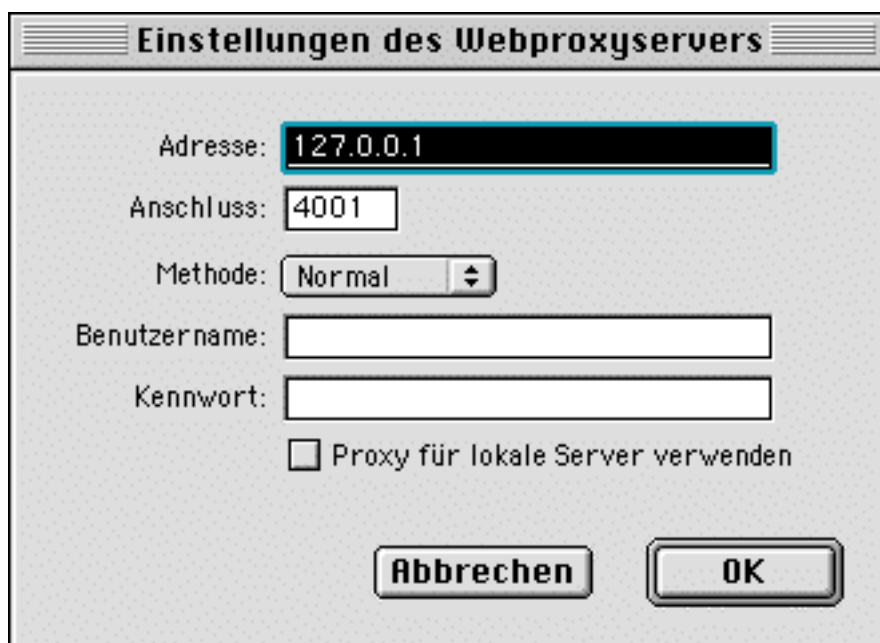 Einstellungen des Webproxyservers
Adresse: 127.0.0.1
Anschluss: 4001
Methode: Normal
Benutzername:
Kennwort:
Proxy für lokale Server verwenden
Abbrechen OK